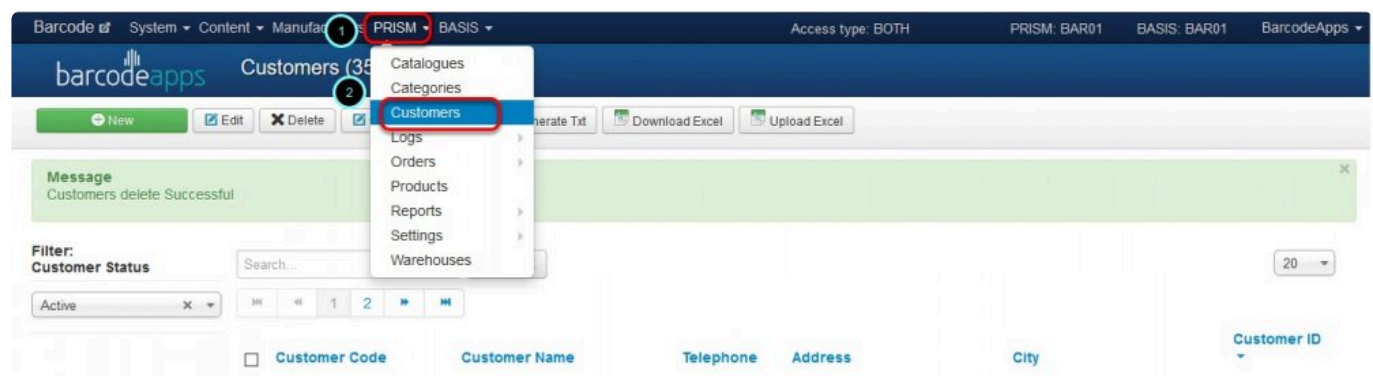 Barcode System Content Manufac s PRISM BASIS Access type: BOTH PRISM: BAR01 BASIS: BAR01 BarcodeApps
1
barcodeapps Customers (35
Catalogues
Categories
2
Customers
New Edit Delete nerate Txt Download Excel Upload Excel
Logs
Orders
Products
Reports
Settings
Warehouses
Message
Customers delete Successful
Filter:
Customer Status Search... 20
Active 1 2
Customer Code Customer Name Telephone Address City Customer ID